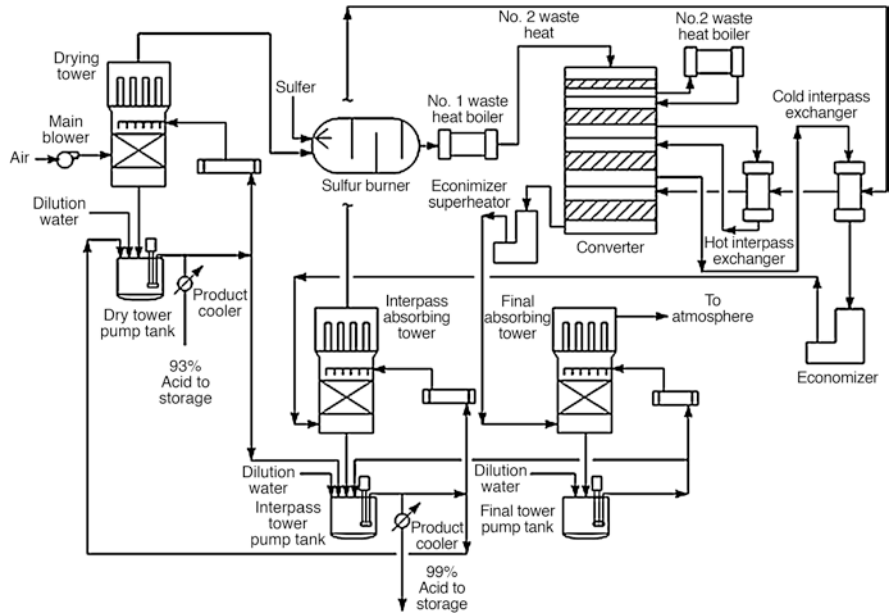 No. 2 waste
heat
No.2 waste
heat boiler
Drying
tower
Sulfer
No. 1 waste
heat boiler
Cold interpass
exchanger
Main
blower
Air
Sulfur burner
Econimizer
superheator
Converter
Hot interpass
exchanger
Dilution
water
Product
cooler
Dry tower
pump tank
Interpass
absorbing
tower
Final
absorbing
tower
To
atmosphere
Economizer
93%
Acid to
storage
Dilution
water
Interpass
tower
pump tank
Product
cooler
Dilution
water
Final tower
pump tank
99%
Acid to
storage